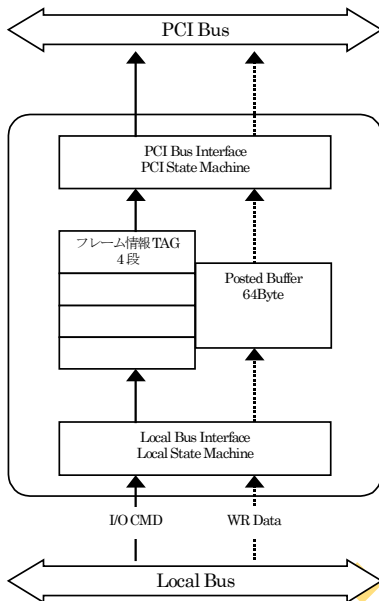 PCI Bus
PCI Bus Interface
PCI State Machine
フレーム情報TAG
4段
Posted Buffer
64Byte
Local Bus Interface
Local State Machine
I/O CMD
WR Data
Local Bus